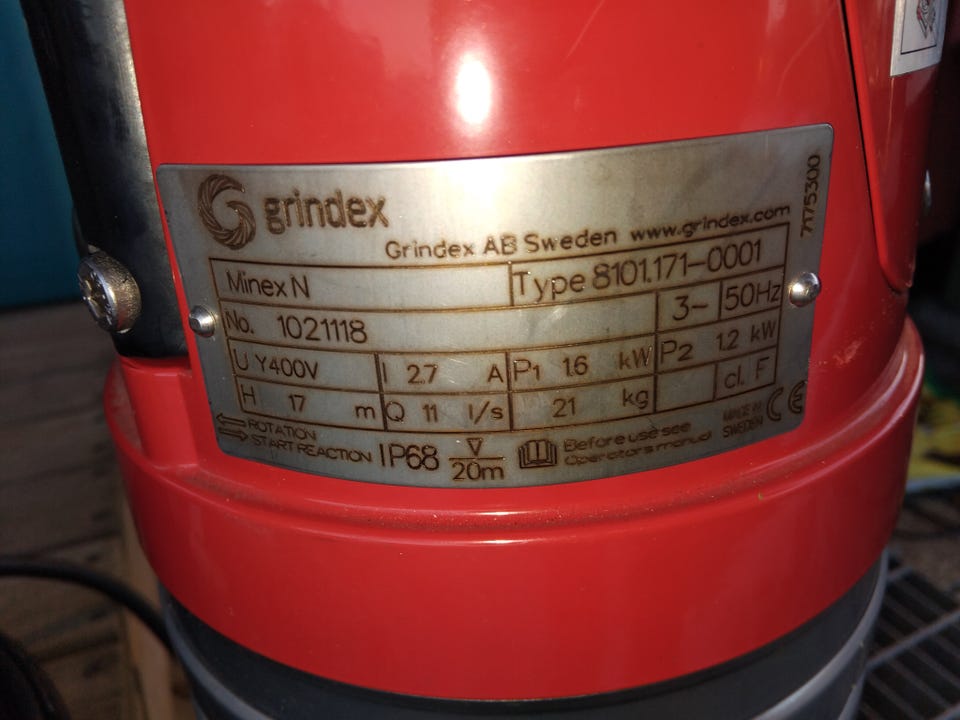 grindex
Grindex AB Sweden www.grindex.com
7175300
Minex N Type 8101.171-0001
No. 1021118 3~ 50Hz
U Y400V I 2.7 A P1 1.6 kW P2 1.2 kW
H 17 m Q 11 l/s 21 kg cl. F
ROTATION
START REACTION
IP68 ▽ 20m
Before use see
Operators manual
MADE IN
SWEDEN
CE